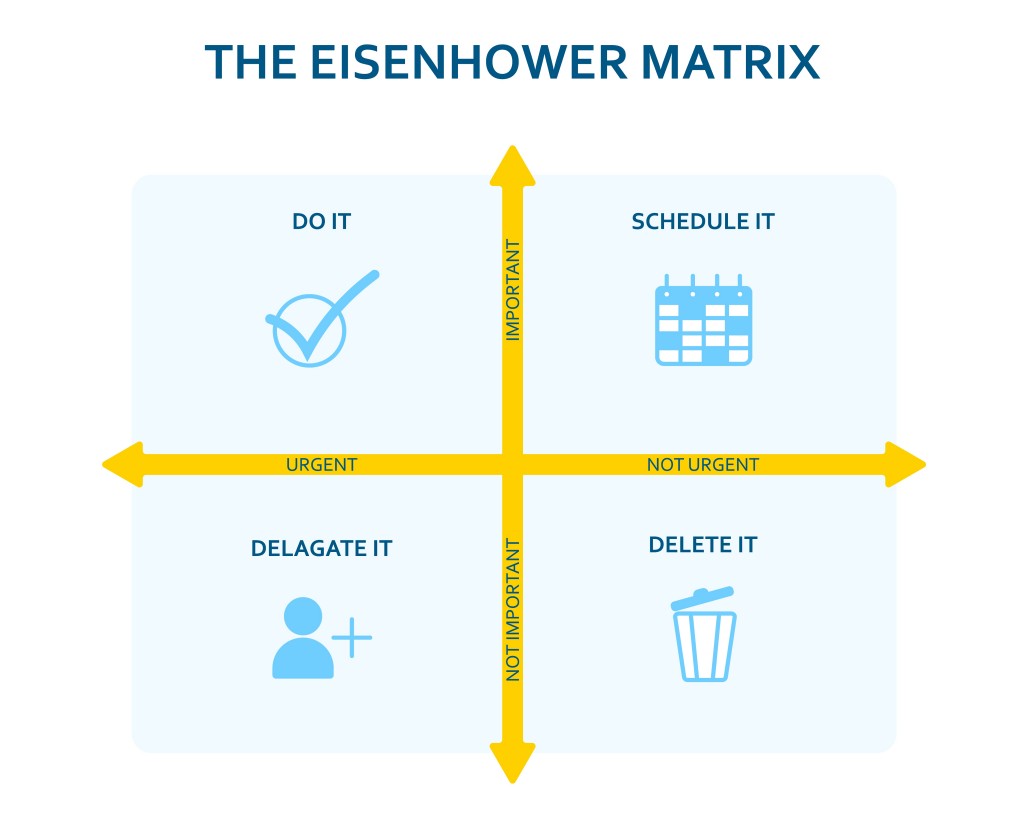 THE EISENHOWER MATRIX
DO IT
SCHEDULE IT
IMPORTANT
URGENT
NOT URGENT
DELAGATE IT
DELETE IT
NOT IMPORTANT